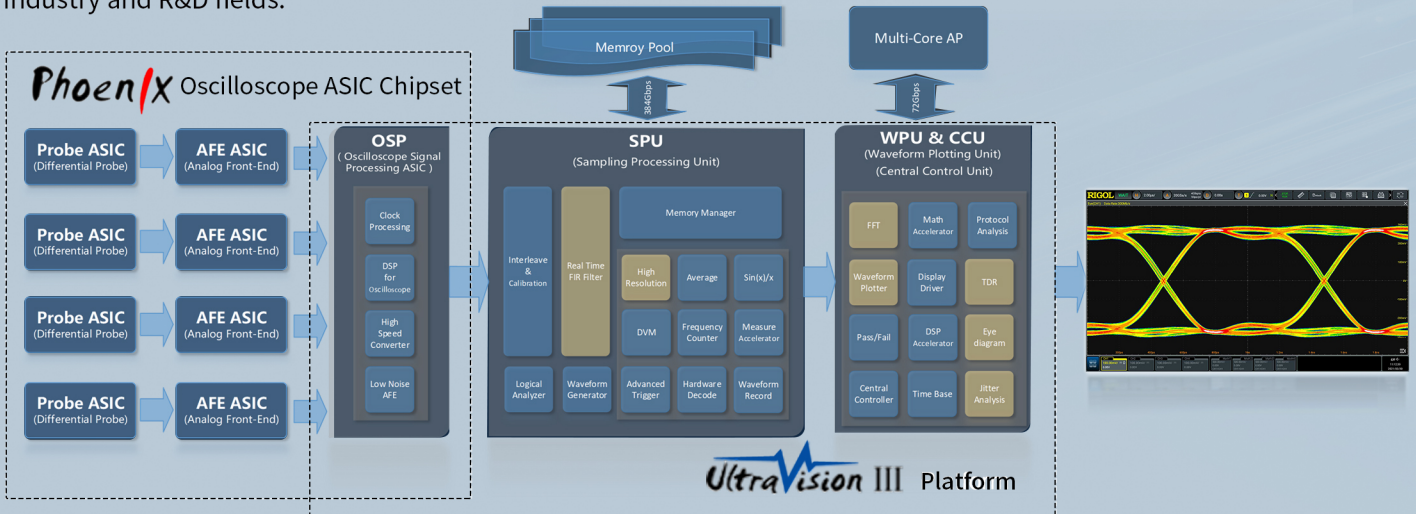 industry and R&D fields.
Memroy Pool
Multi-Core AP
384Gbps
72Gbps
Phoenix Oscilloscope ASIC Chipset
Probe ASIC
(Differential Probe)
AFE ASIC
(Analog Front-End)
Probe ASIC
(Differential Probe)
AFE ASIC
(Analog Front-End)
Probe ASIC
(Differential Probe)
AFE ASIC
(Analog Front-End)
Probe ASIC
(Differential Probe)
AFE ASIC
(Analog Front-End)
OSP
( Oscilloscope Signal
Processing ASIC )
Clock
Processing
DSP
for
Oscilloscope
High
Speed
Converter
Low Noise
AFE
SPU
(Sampling Processing Unit)
Interleave
&
Calibration
Real Time
FIR Filter
Memory Manager
High
Resolution
Average
Sin(x)/x
DVM
Frequency
Counter
Measure
Accelerator
Logical
Analyzer
Waveform
Generator
Advanced
Trigger
Hardware
Decode
Waveform
Record
WPU & CCU
(Waveform Plotting Unit)
(Central Control Unit)
FFT
Math
Accelerator
Protocol
Analysis
Waveform
Plotter
Display
Driver
TDR
Pass/Fail
DSP
Accelerator
Eye
diagram
Central
Controller
Time Base
Jitter
Analysis
RIGOL
UltraVision III Platform